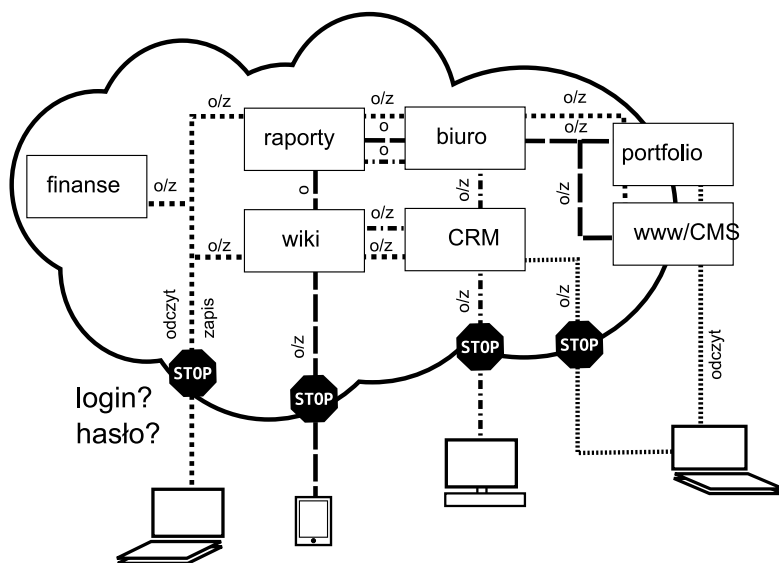 o/z
o/z
o/z
o/z
raporty
o
biuro
o/z
o
portfolio
finanse
o/z
o
o/z
o/z
o/z
o/z
wiki
o/z
CRM
www/CMS
odczyt
zapis
o/z
o/z
o/z
odczyt
STOP
STOP
STOP
STOP
login?
hasło?